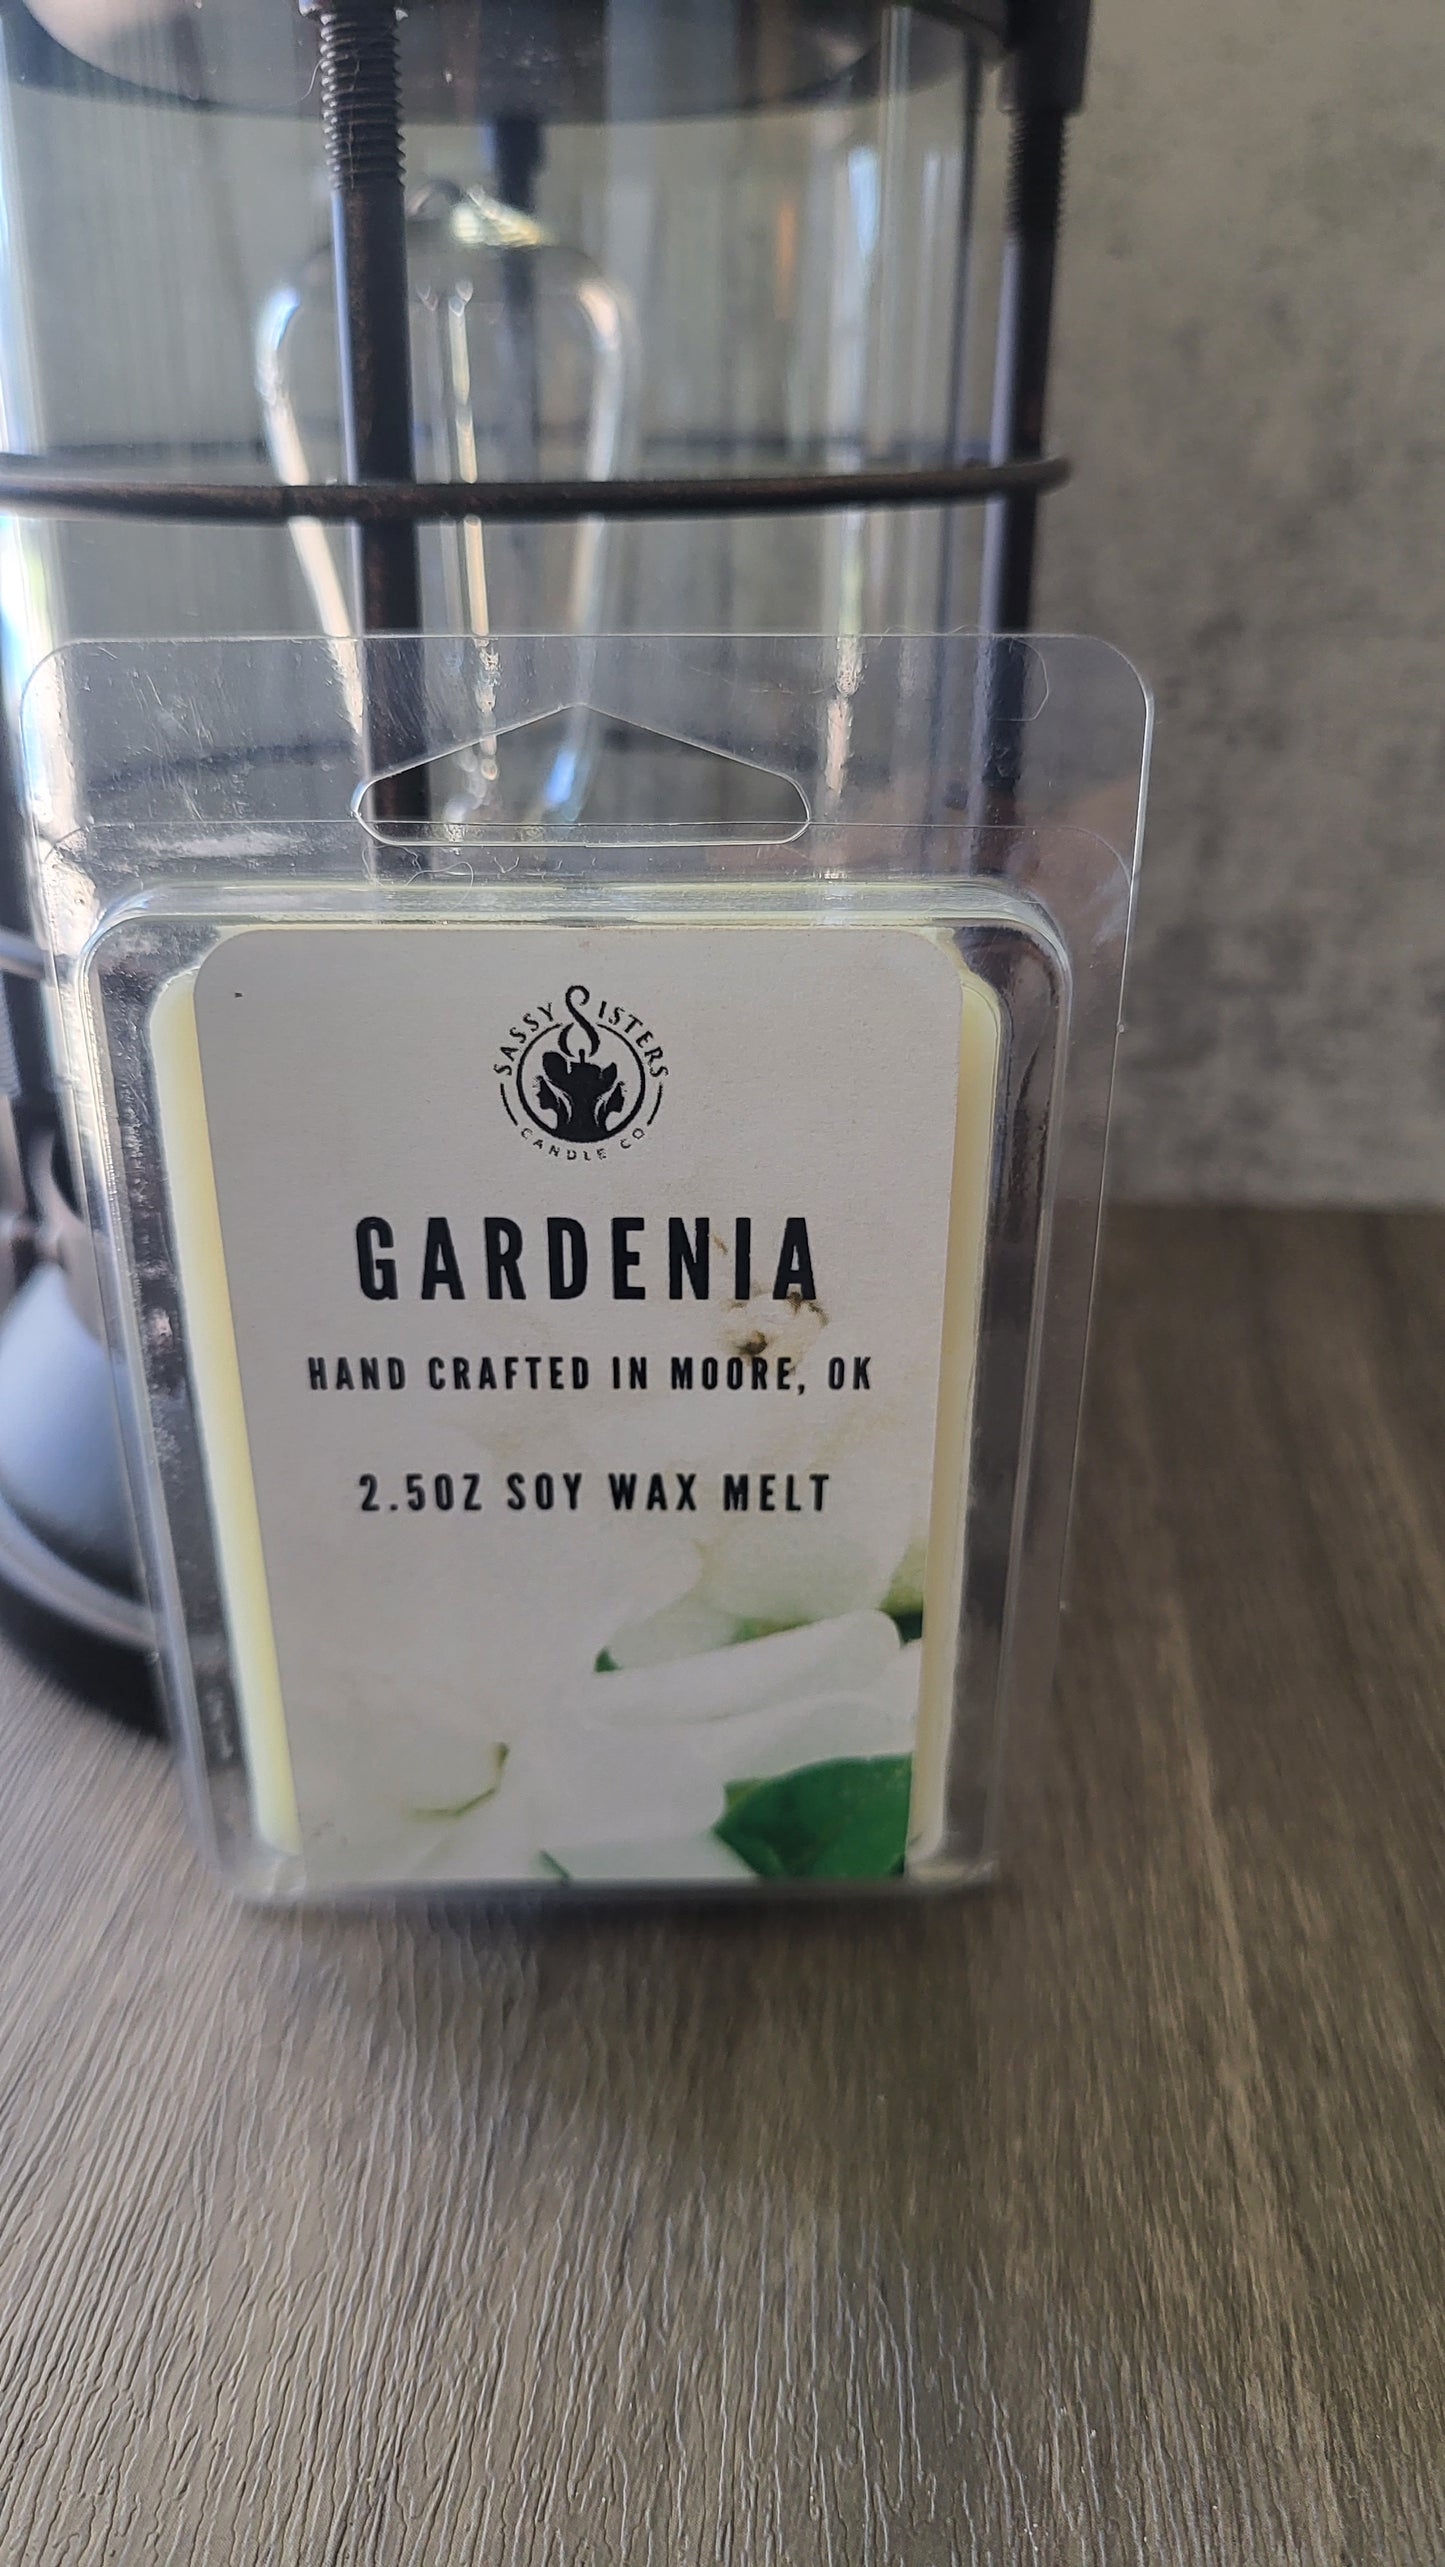 SASSY SISTERS
CANDLE CO
GARDENIA
HAND CRAFTED IN MOORE, OK
2.5OZ SOY WAX MELT